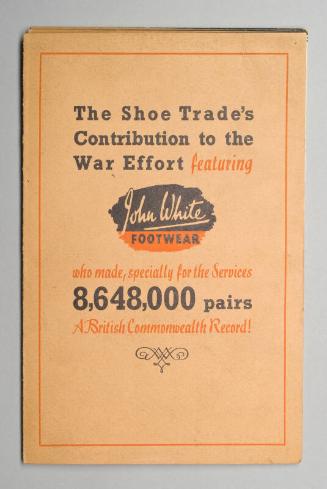 The Shoe Trade's
Contribution to the
War Effort featuring
John White
FOOTWEAR
who made, specially for the Services
8,648,000 pairs
A British Commonwealth Record!